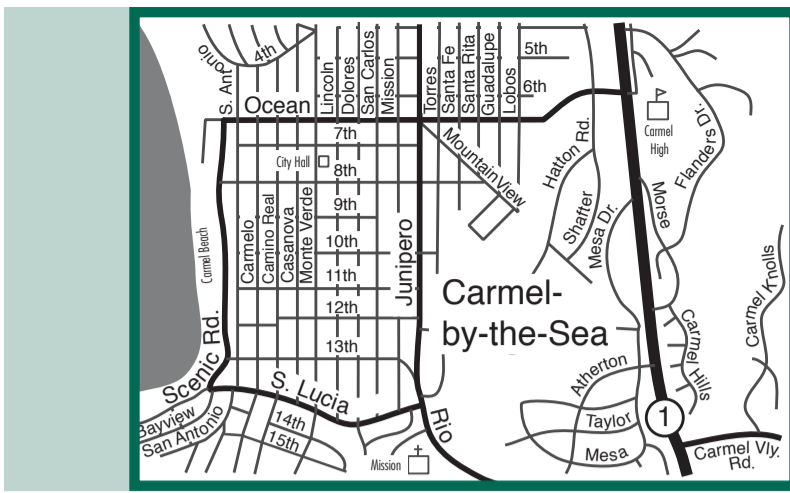 S. Antonio
4th
Lincoln
Dolores
San Carlos
Mission
Torres
Santa Fe
Santa Rita
Guadalupe
Lobos
5th
6th
Ocean
7th
City Hall
8th
9th
10th
11th
12th
13th
Carmelo
Camino Real
Casanova
Monte Verde
Junipero
Mountain View
Hatton Rd.
Shafter
Mesa Dr.
Morse
Flanders Dr.
Carmel
High
Carmel Beach
Carmel-
by-the-Sea
Carmel Knolls
Carmel Hills
Scenic Rd.
S. Lucia
Bayview
San Antonio
14th
15th
Mission
Rio
Atherton
Taylor
Mesa
1
Carmel Vly.
Rd.